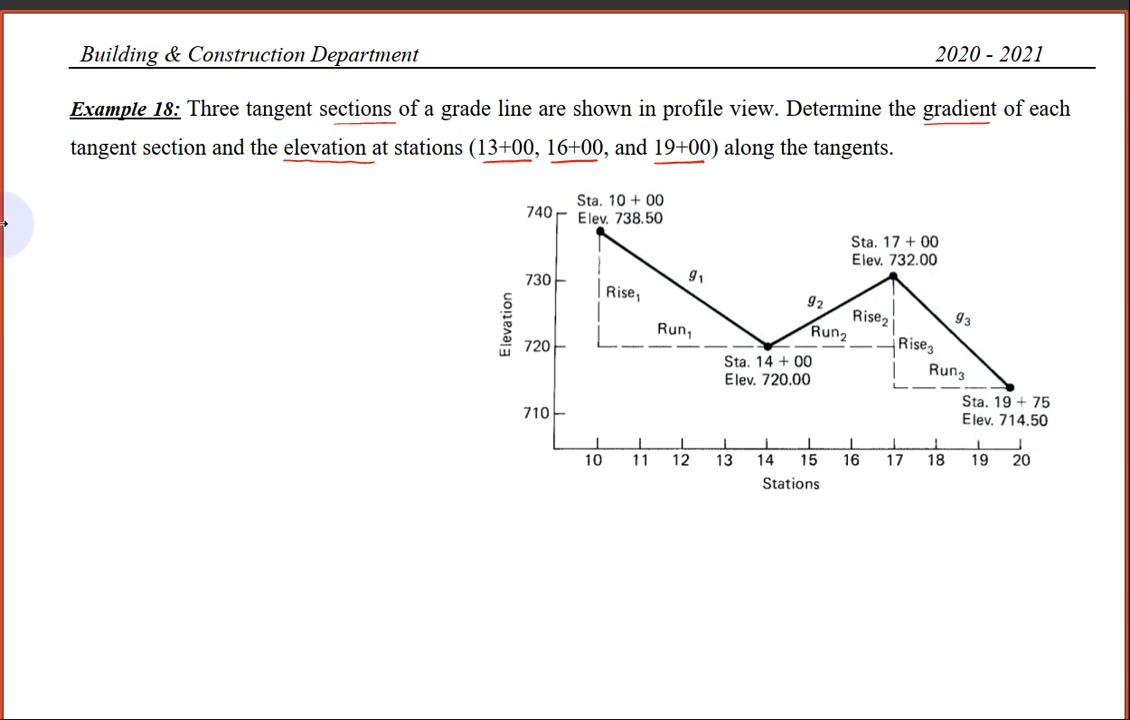 Building & Construction Department 2020 - 2021
Example 18: Three tangent sections of a grade line are shown in profile view. Determine the gradient of each
tangent section and the elevation at stations (13+00, 16+00, and 19+00) along the tangents.
Sta. 10 + 00
740 Elev. 738.50
Sta. 17 + 00
Elev. 732.00
730
g1
Rise1
g2
Rise2
g3
Run1
Run2
Elevation
720
Rise3
Sta. 14 + 00
Run3
Elev. 720.00
Sta. 19 + 75
710
Elev. 714.50
10 11 12 13 14 15 16 17 18 19 20
Stations